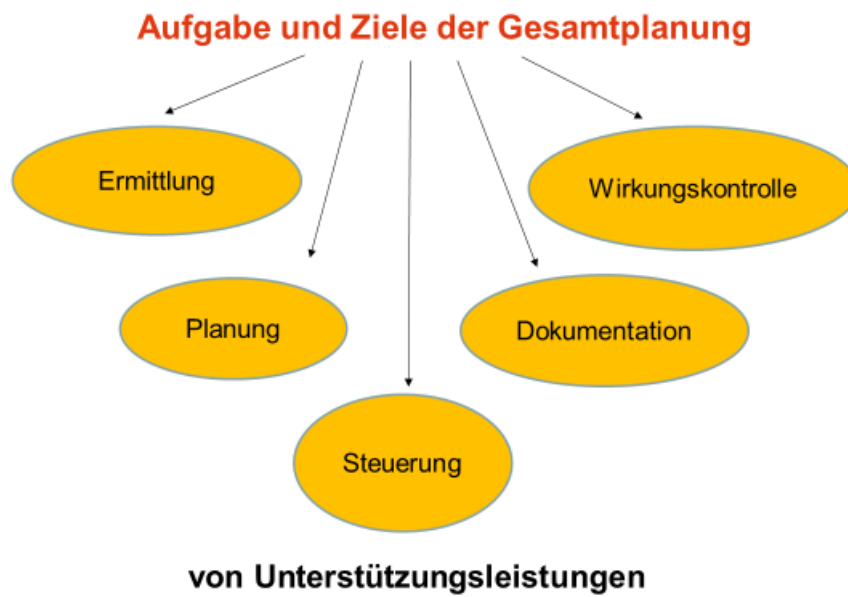 Aufgabe und Ziele der Gesamtplanung
Ermittlung
Wirkungskontrolle
Planung
Dokumentation
Steuerung
von Unterstützungsleistungen